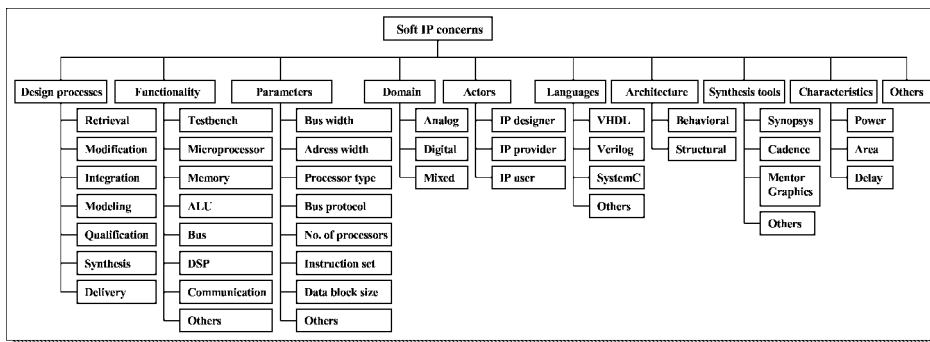 Soft IP concerns
Design processes
Functionality
Parameters
Domain
Actors
Languages
Architecture
Synthesis tools
Characteristics
Others
Retrieval
Modification
Integration
Modeling
Qualification
Synthesis
Delivery
Testbench
Microprocessor
Memory
ALU
Bus
DSP
Communication
Others
Bus width
Adress width
Processor type
Bus protocol
No. of processors
Instruction set
Data block size
Others
Analog
Digital
Mixed
IP designer
IP provider
IP user
VHDL
Verilog
SystemC
Others
Behavioral
Structural
Synopsys
Cadence
Mentor
Graphics
Others
Power
Area
Delay